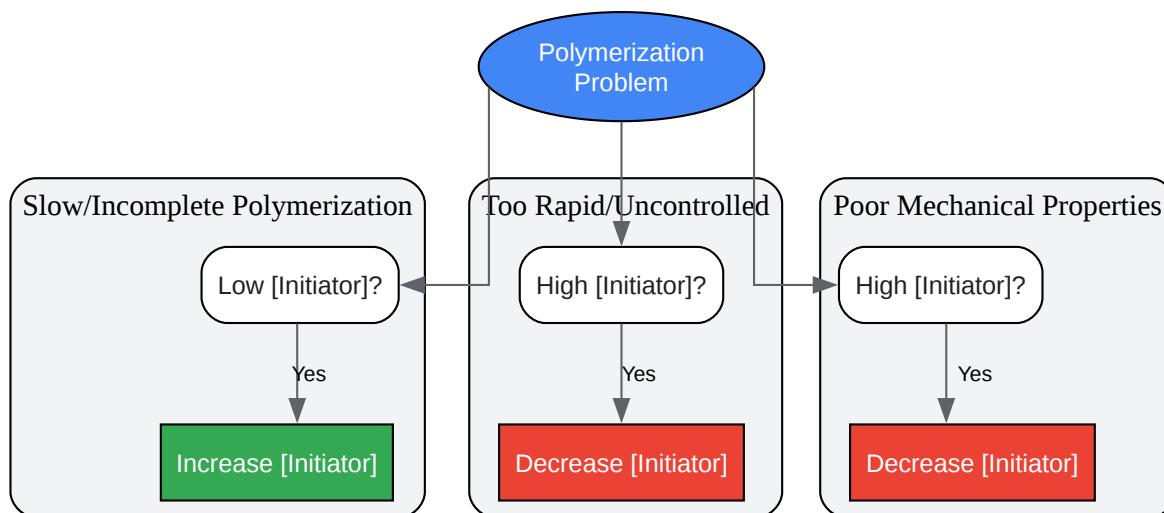 Polymerization
Problem
Slow/Incomplete Polymerization
Too Rapid/Uncontrolled
Poor Mechanical Properties
Low [Initiator]?
High [Initiator]?
High [Initiator]?
Yes
Yes
Yes
Increase [Initiator]
Decrease [Initiator]
Decrease [Initiator]